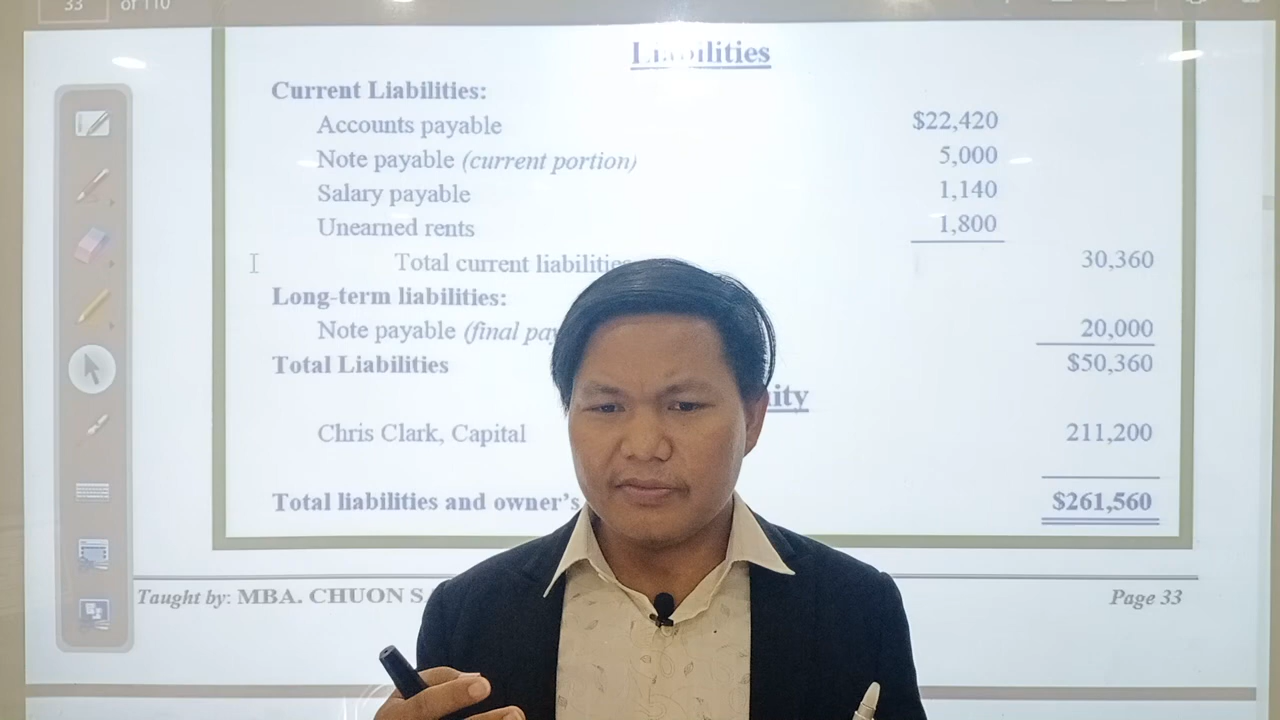 33 of 110
Liabilities
Current Liabilities:
Accounts payable $22,420
Note payable (current portion) 5,000
Salary payable 1,140
Unearned rents 1,800
Total current liabilities 30,360
Long-term liabilities:
Note payable (final 20,000
Total Liabilities $50,360
Chris Clark, Capital 211,200
Total liabilities and owner's $261,560
Taught by: MBA. CHUON Page 33